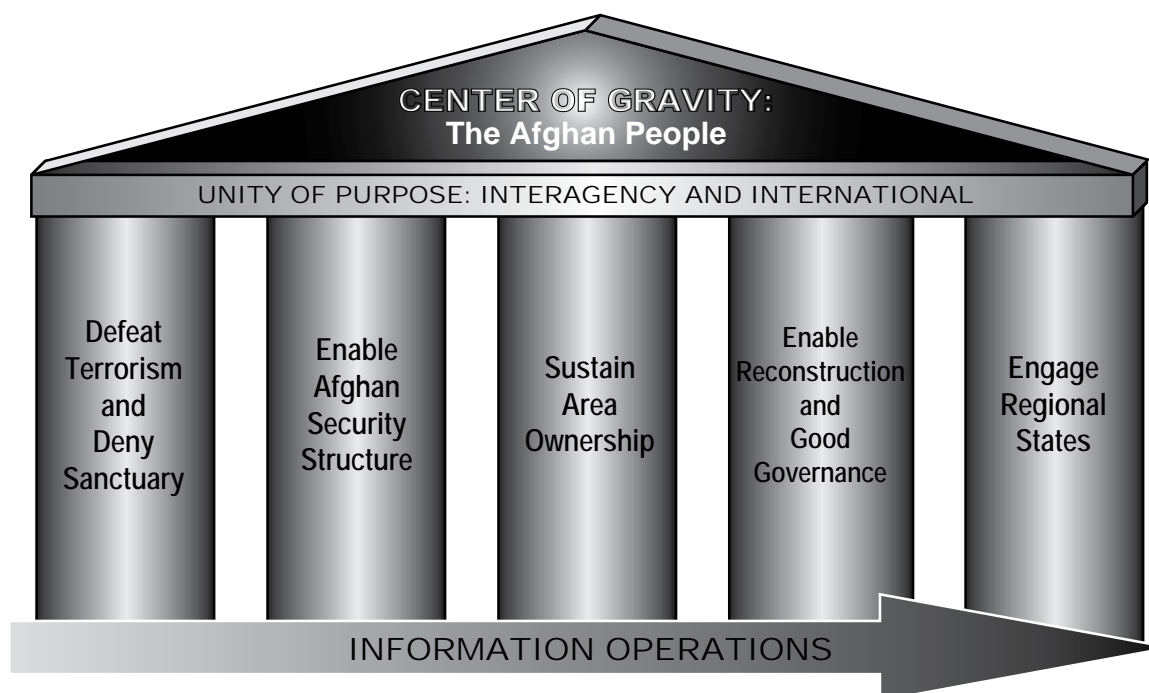 CENTER OF GRAVITY:
The Afghan People
UNITY OF PURPOSE: INTERAGENCY AND INTERNATIONAL
Defeat
Terrorism
and
Deny
Sanctuary
Enable
Afghan
Security
Structure
Sustain
Area
Ownership
Enable
Reconstruction
and
Good
Governance
Engage
Regional
States
INFORMATION OPERATIONS